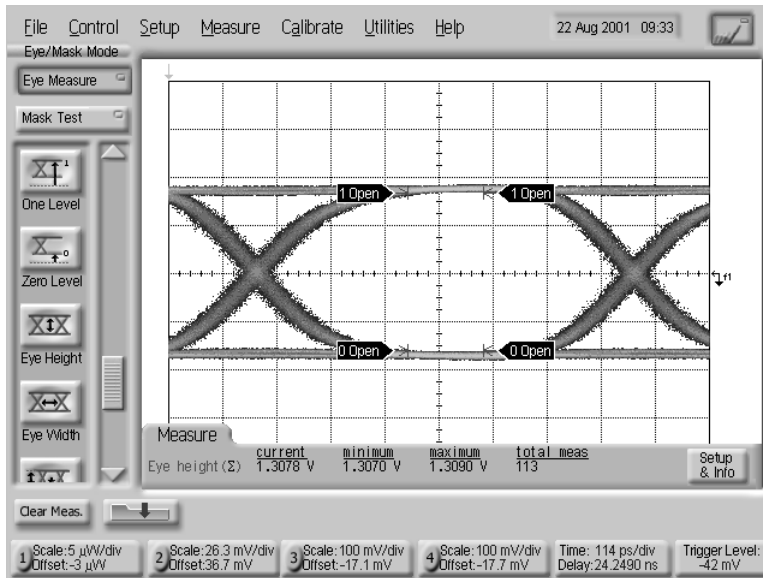 File Control Setup Measure Calibrate Utilities Help 22 Aug 2001 09:33
Eye/Mask Mode
Eye Measure
Mask Test
One Level
Zero Level
Eye Height
Eye Width
1 Open 1 Open
0 Open 0 Open
f1
Measure
current minimum maximum total meas
Eye height(Σ) 1.3078 V 1.3070 V 1.3090 V 113
Setup
& Info
Clear Meas.
1 Scale:5 µW/div
Offset:-3 µW
2 Scale:26.3 mV/div
Offset:36.7 mV
3 Scale:100 mV/div
Offset:-17.1 mV
4 Scale:100 mV/div
Offset:-17.7 mV
Time: 114 ps/div
Delay:24.2490 ns
Trigger Level:
-42 mV